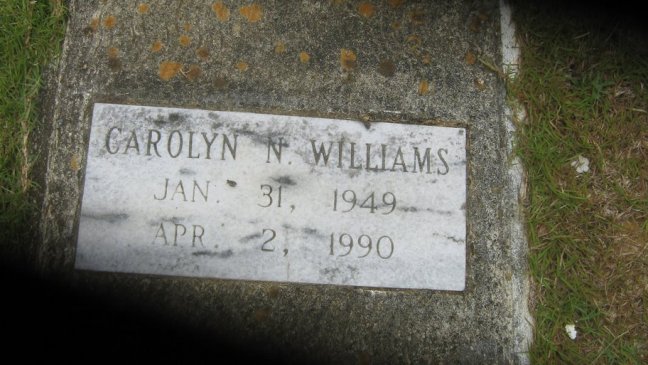 CAROLYN N. WILLIAMS
JAN. 31, 1949
APR. 2, 1990